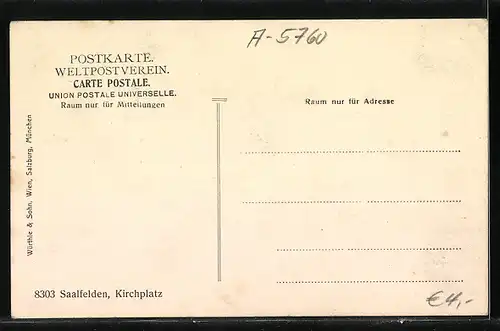 A-5760
POSTKARTE.
WELTPOSTVEREIN.
CARTE POSTALE.
UNION POSTALE UNIVERSELLE.
Raum nur für Mitteilungen
Raum nur für Adresse
Würthle & Sohn, Wien, Salzburg, München
8303 Saalfelden, Kirchplatz
€4,-